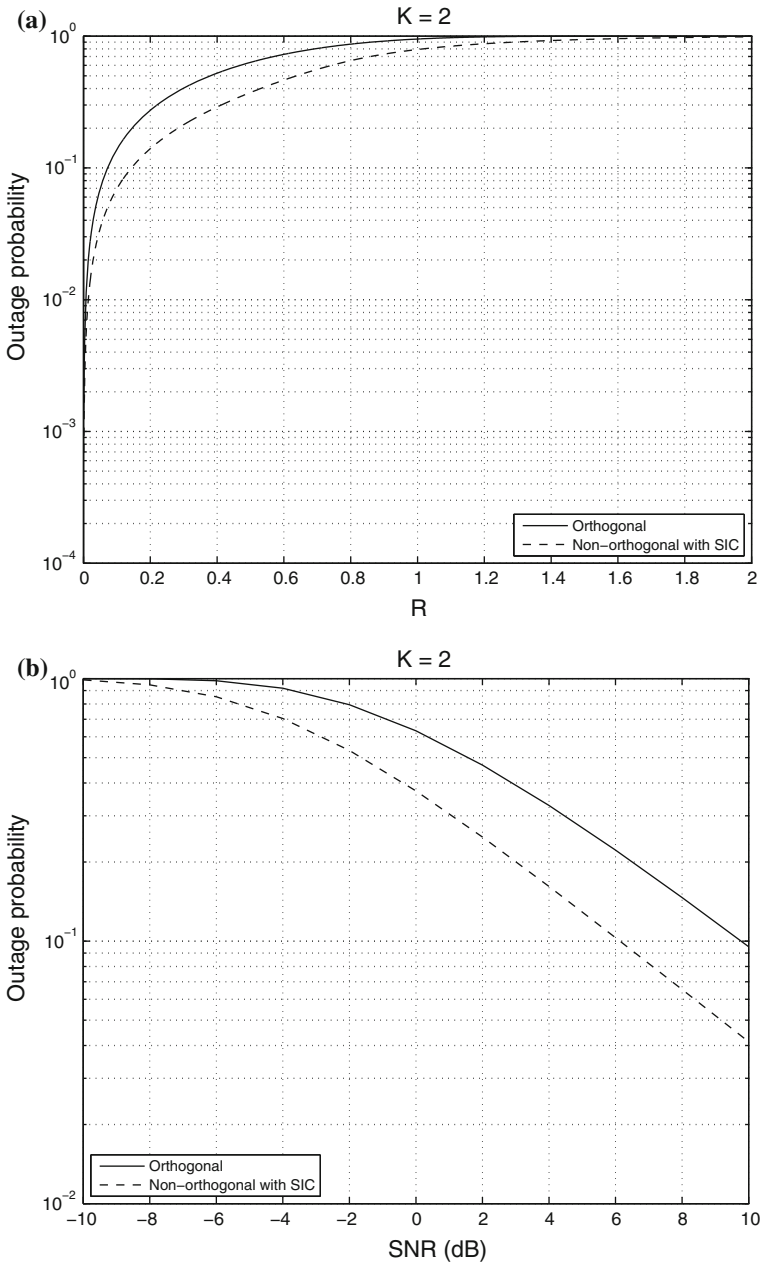 (a)
K = 2
Outage probability
10^0
10^-1
10^-2
10^-3
10^-4
Orthogonal
Non-orthogonal with SIC
0 0.2 0.4 0.6 0.8 1 1.2 1.4 1.6 1.8 2
R
(b)
K = 2
Outage probability
10^0
10^-1
10^-2
Orthogonal
Non-orthogonal with SIC
-10 -8 -6 -4 -2 0 2 4 6 8 10
SNR (dB)